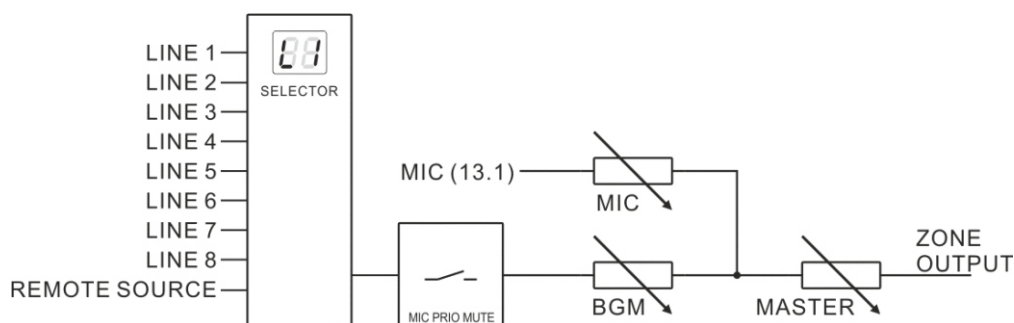 LINE 1
LINE 2
LINE 3
LINE 4
LINE 5
LINE 6
LINE 7
LINE 8
REMOTE SOURCE
L1
SELECTOR
MIC PRIO MUTE
MIC (13.1)
MIC
BGM
MASTER
ZONE
OUTPUT